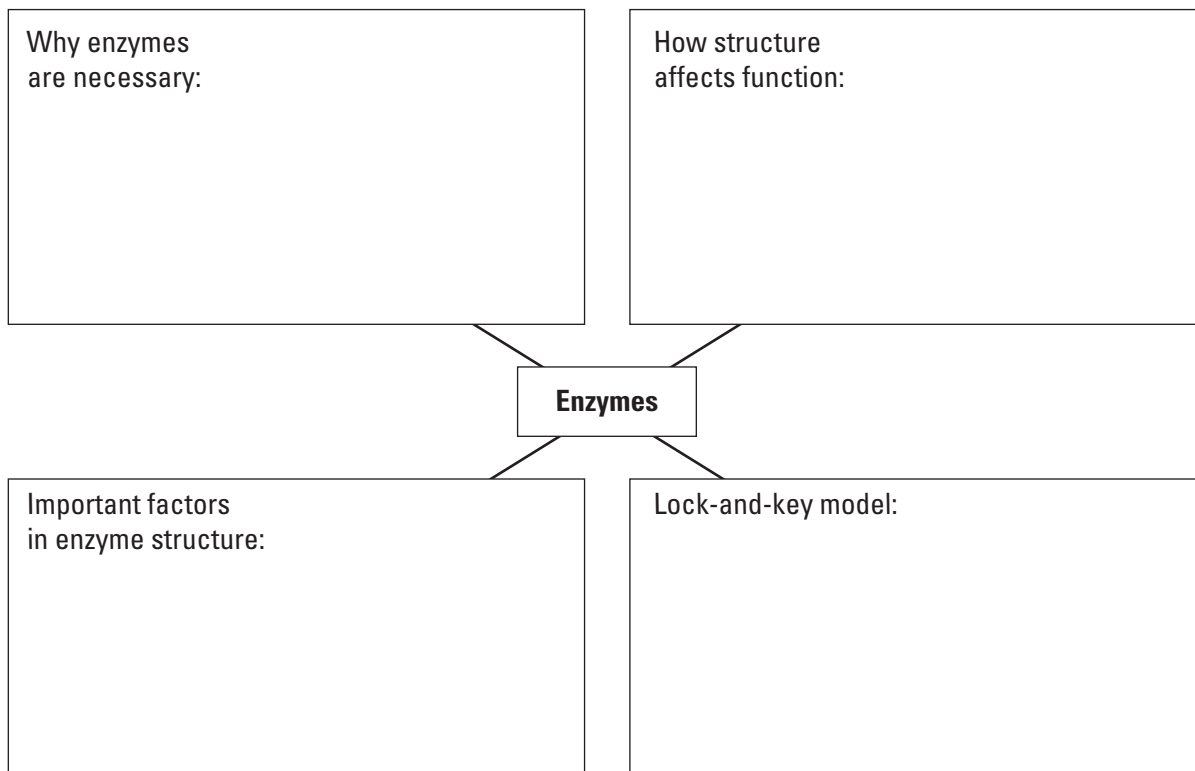 Why enzymes
are necessary:
How structure
affects function:
Enzymes
Important factors
in enzyme structure:
Lock-and-key model: